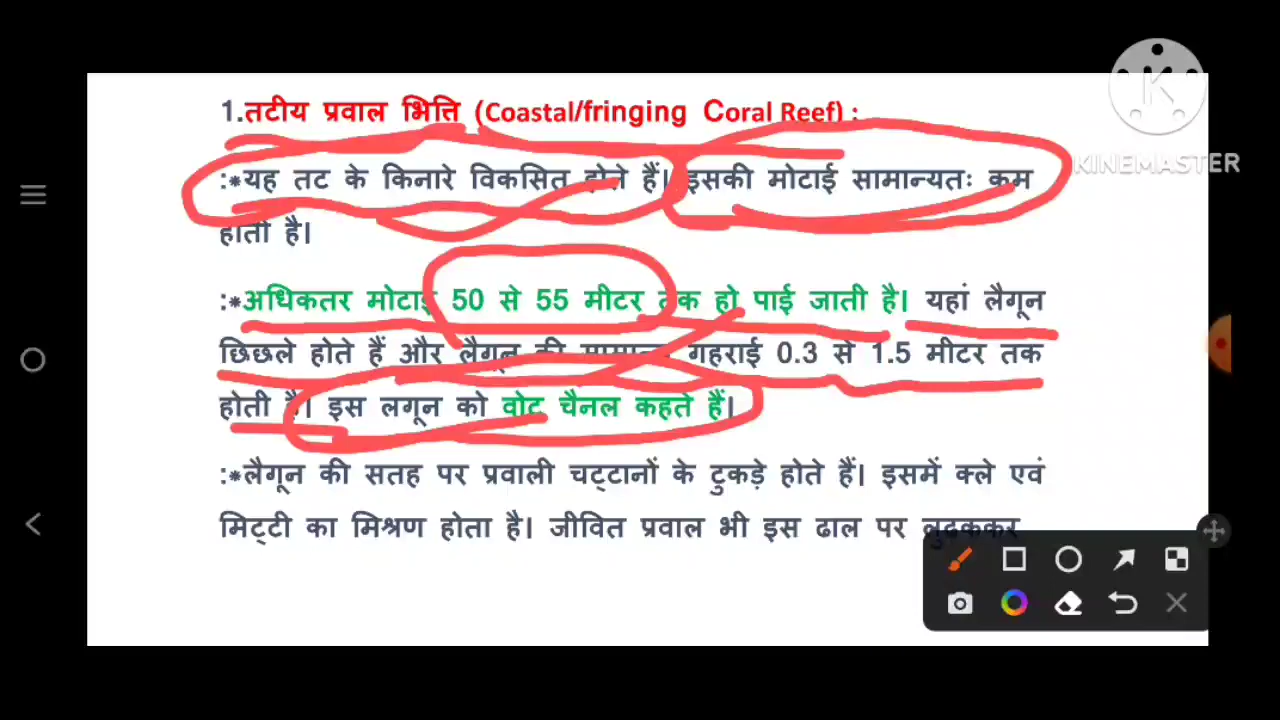 1.तटीय प्रवाल भित्ति (Coastal/fringing Coral Reef) :
:*यह तट के किनारे विकसित होते हैं। इसकी मोटाई सामान्यतः कम
होती है।
:*अधिकतर मोटाई 50 से 55 मीटर तक हो पाई जाती है। यहां लैगून
छिछले होते हैं और लैगून की सामान्य गहराई 0.3 से 1.5 मीटर तक
होती है। इस लगून को वोट चैनल कहते हैं।
:*लैगून की सतह पर प्रवाली चट्टानों के टुकड़े होते हैं। इसमें क्ले एवं
मिट्टी का मिश्रण होता है। जीवित प्रवाल भी इस ढाल पर लुढ़ककर
KINEMASTER